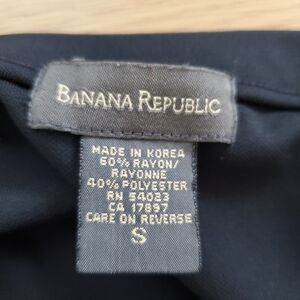 BANANA REPUBLIC
MADE IN KOREA
60% RAYON/
RAYONNE
40% POLYESTER
RN 54023
CA 17897
CARE ON REVERSE
S